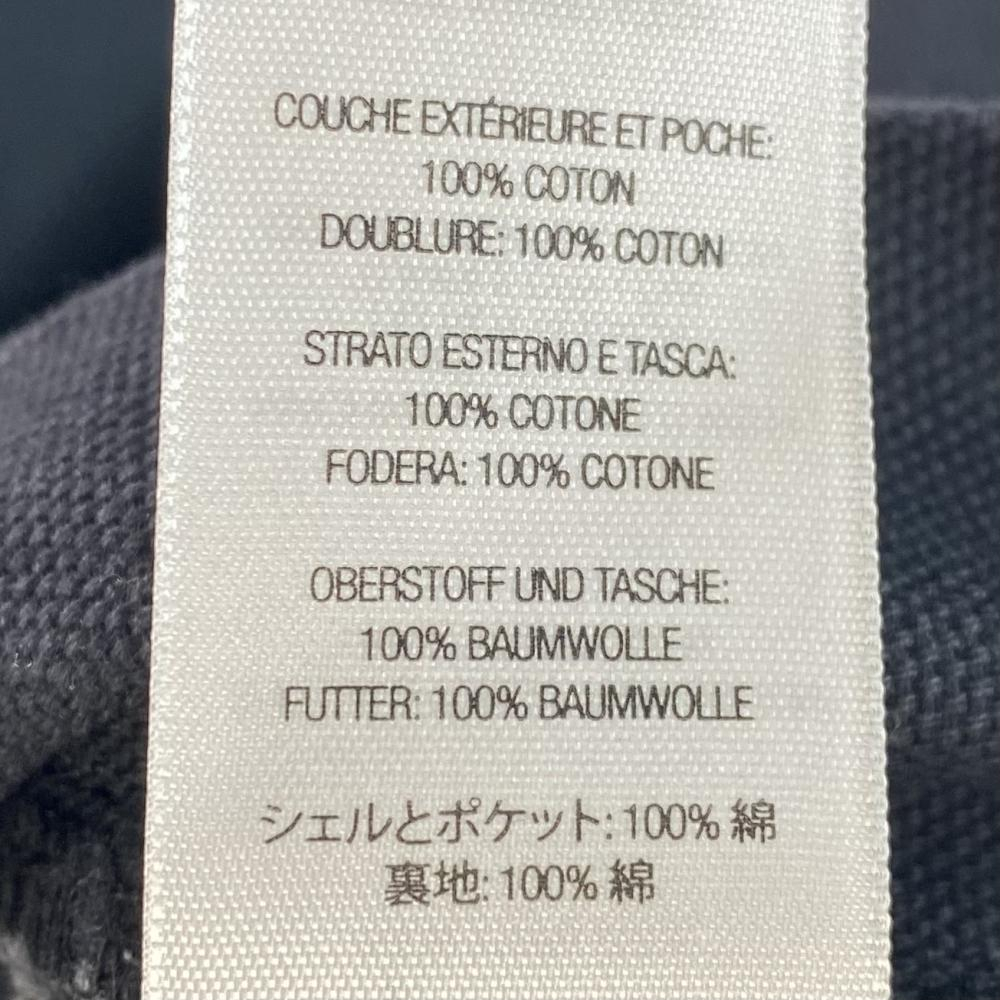 COUCHE EXTÉRIEURE ET POCHE:
100% COTON
DOUBLURE: 100% COTON
STRATO ESTERNO E TASCA:
100% COTONE
FODERA: 100% COTONE
OBERSTOFF UND TASCHE:
100% BAUMWOLLE
FUTTER: 100% BAUMWOLLE
シェルとポケット: 100% 綿
裏地: 100% 綿